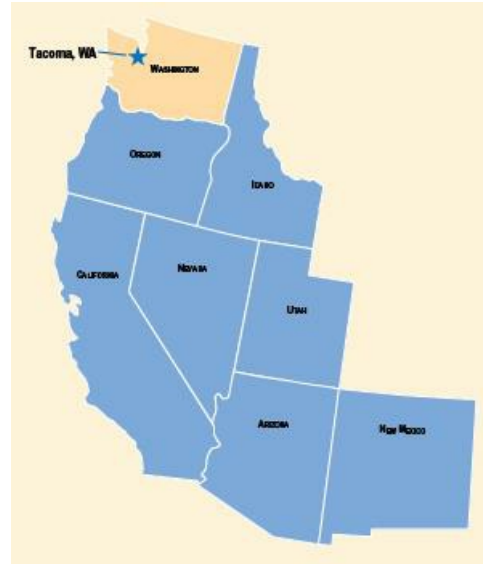 Tacoma, WA
WASHINGTON
OREGON
IDAHO
CALIFORNIA
NEVADA
UTAH
ARIZONA
NEW MEXICO